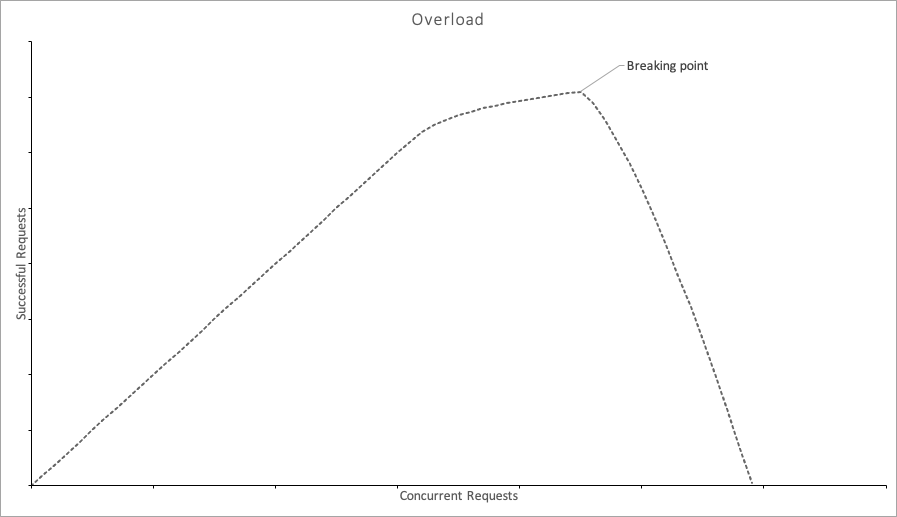 Overload
Breaking point
Successful Requests
Concurrent Requests